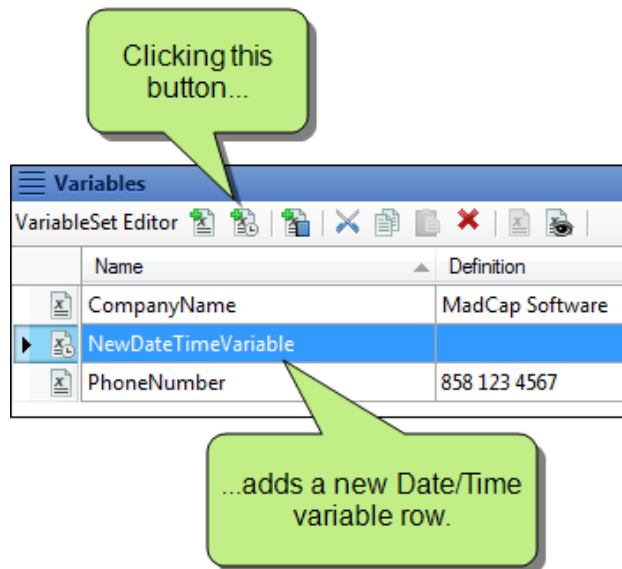 Clicking this
button...
Variables
VariableSet Editor
Name Definition
CompanyName MadCap Software
NewDateTimeVariable
PhoneNumber 858 123 4567
...adds a new Date/Time
variable row.